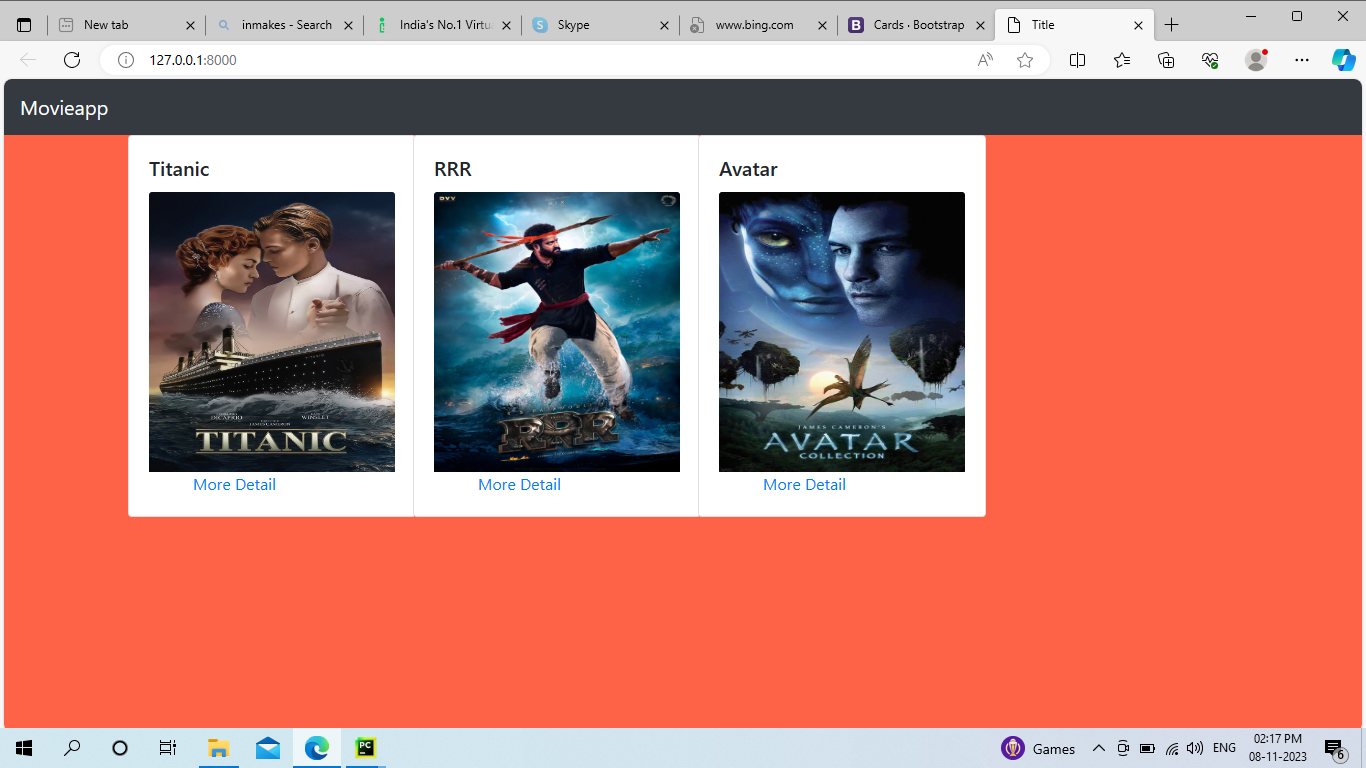 New tab
inmakes - Search
India's No.1 Virtu
Skype
www.bing.com
Cards · Bootstrap
Title
127.0.0.1:8000
Movieapp
Titanic
RRR
Avatar
DICAPRIO WINSLET
JAMES CAMERON
TITANIC
RRR
JAMES CAMERON'S
AVATAR
COLLECTION
More Detail
More Detail
More Detail
PC
Games
ENG
02:17 PM
08-11-2023
6